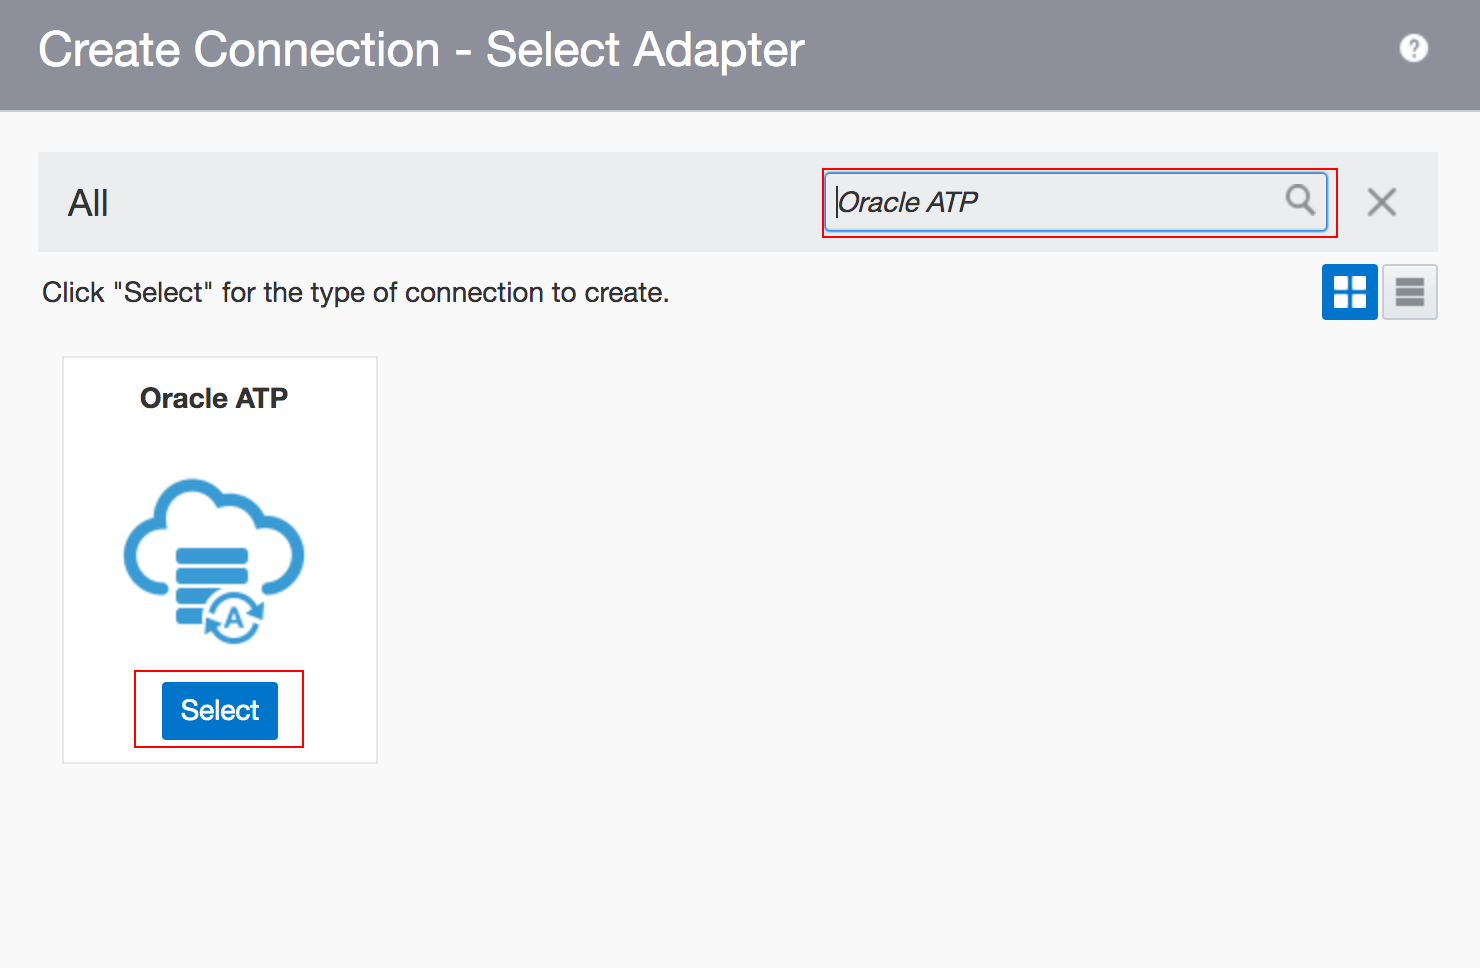 Create Connection - Select Adapter
?
All
Oracle ATP
Click "Select" for the type of connection to create.
Oracle ATP
A
Select